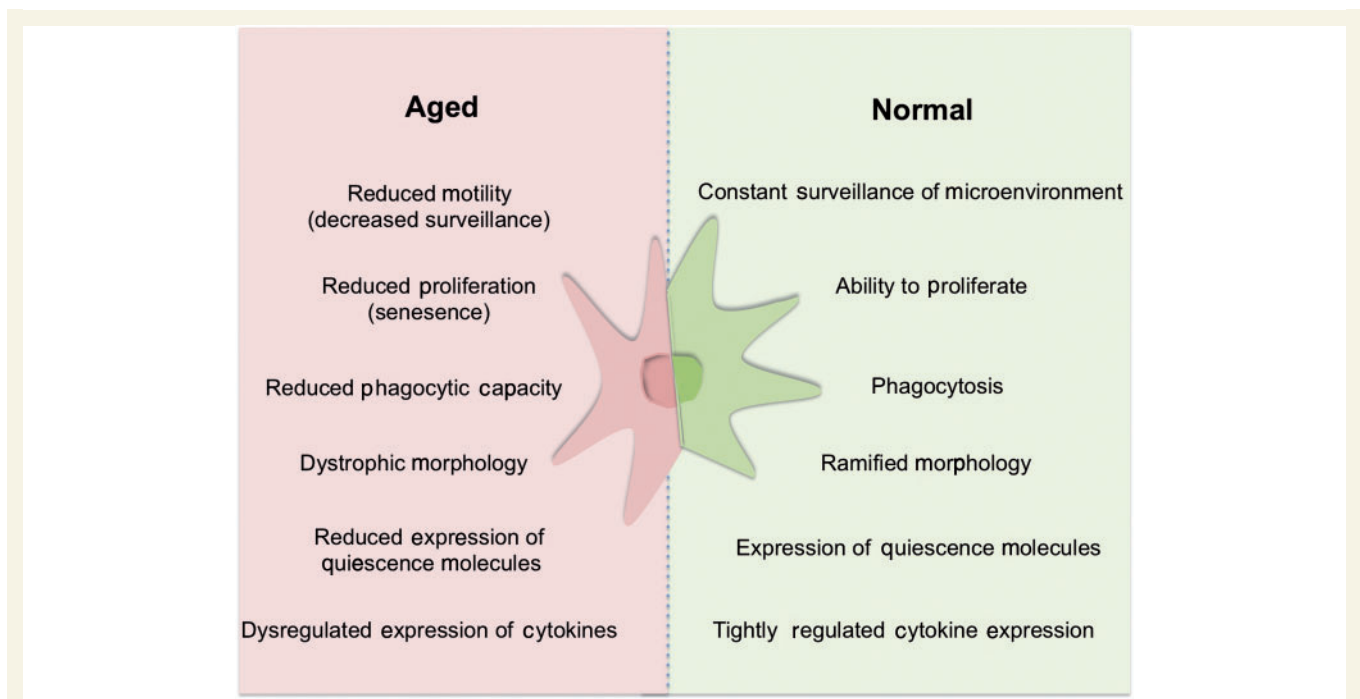 Aged
Reduced motility
(decreased surveillance)
Reduced proliferation
(senesence)
Reduced phagocytic capacity
Dystrophic morphology
Reduced expression of
quiescence molecules
Dysregulated expression of cytokines
Normal
Constant surveillance of microenvironment
Ability to proliferate
Phagocytosis
Ramified morphology
Expression of quiescence molecules
Tightly regulated cytokine expression